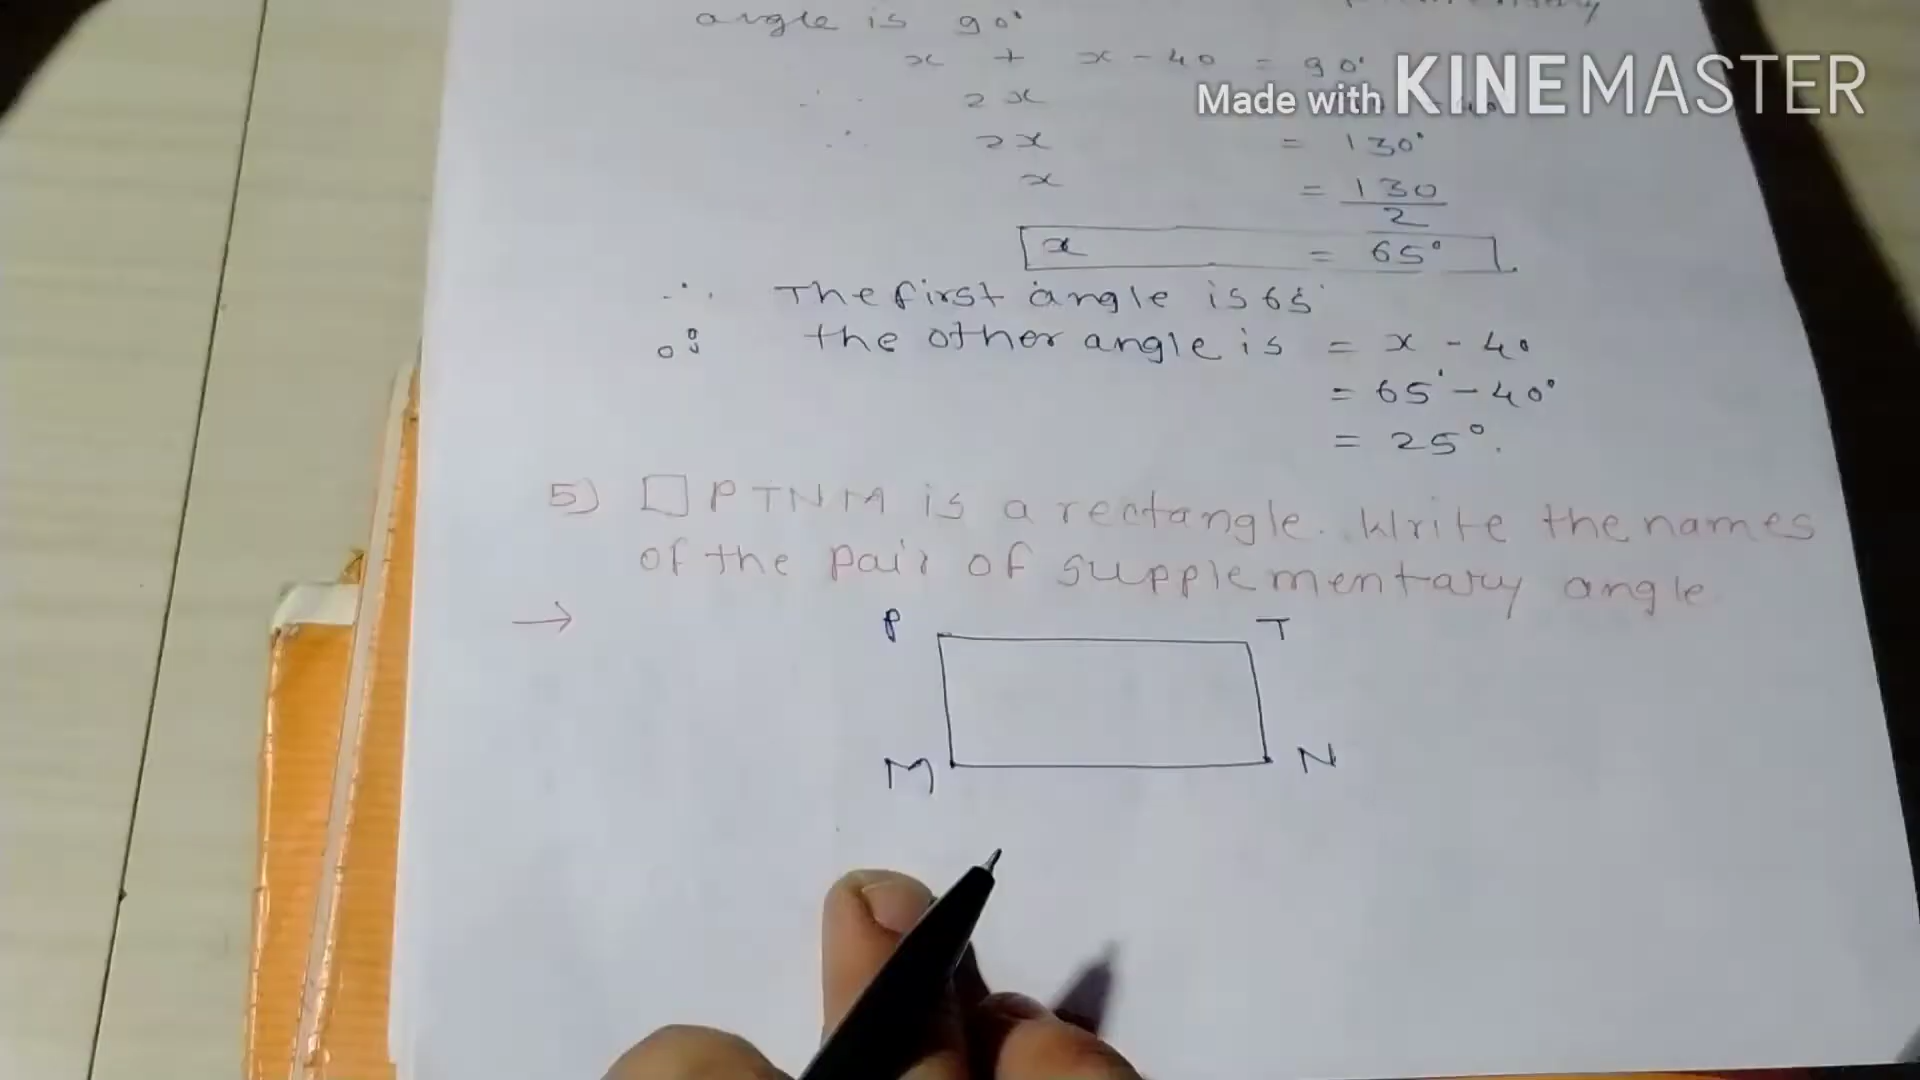 angle is 90°
x + x - 40 = 90°
Made with KINEMASTER
∴ 2x
∴ 2x = 130°
x = 130/2
x = 65°
∴ The first angle is 65°
∴ the other angle is = x - 40
= 65° - 40°
= 25°.
5) □ PTNM is a rectangle. Write the names
of the pair of supplementary angle
→
P T
M N